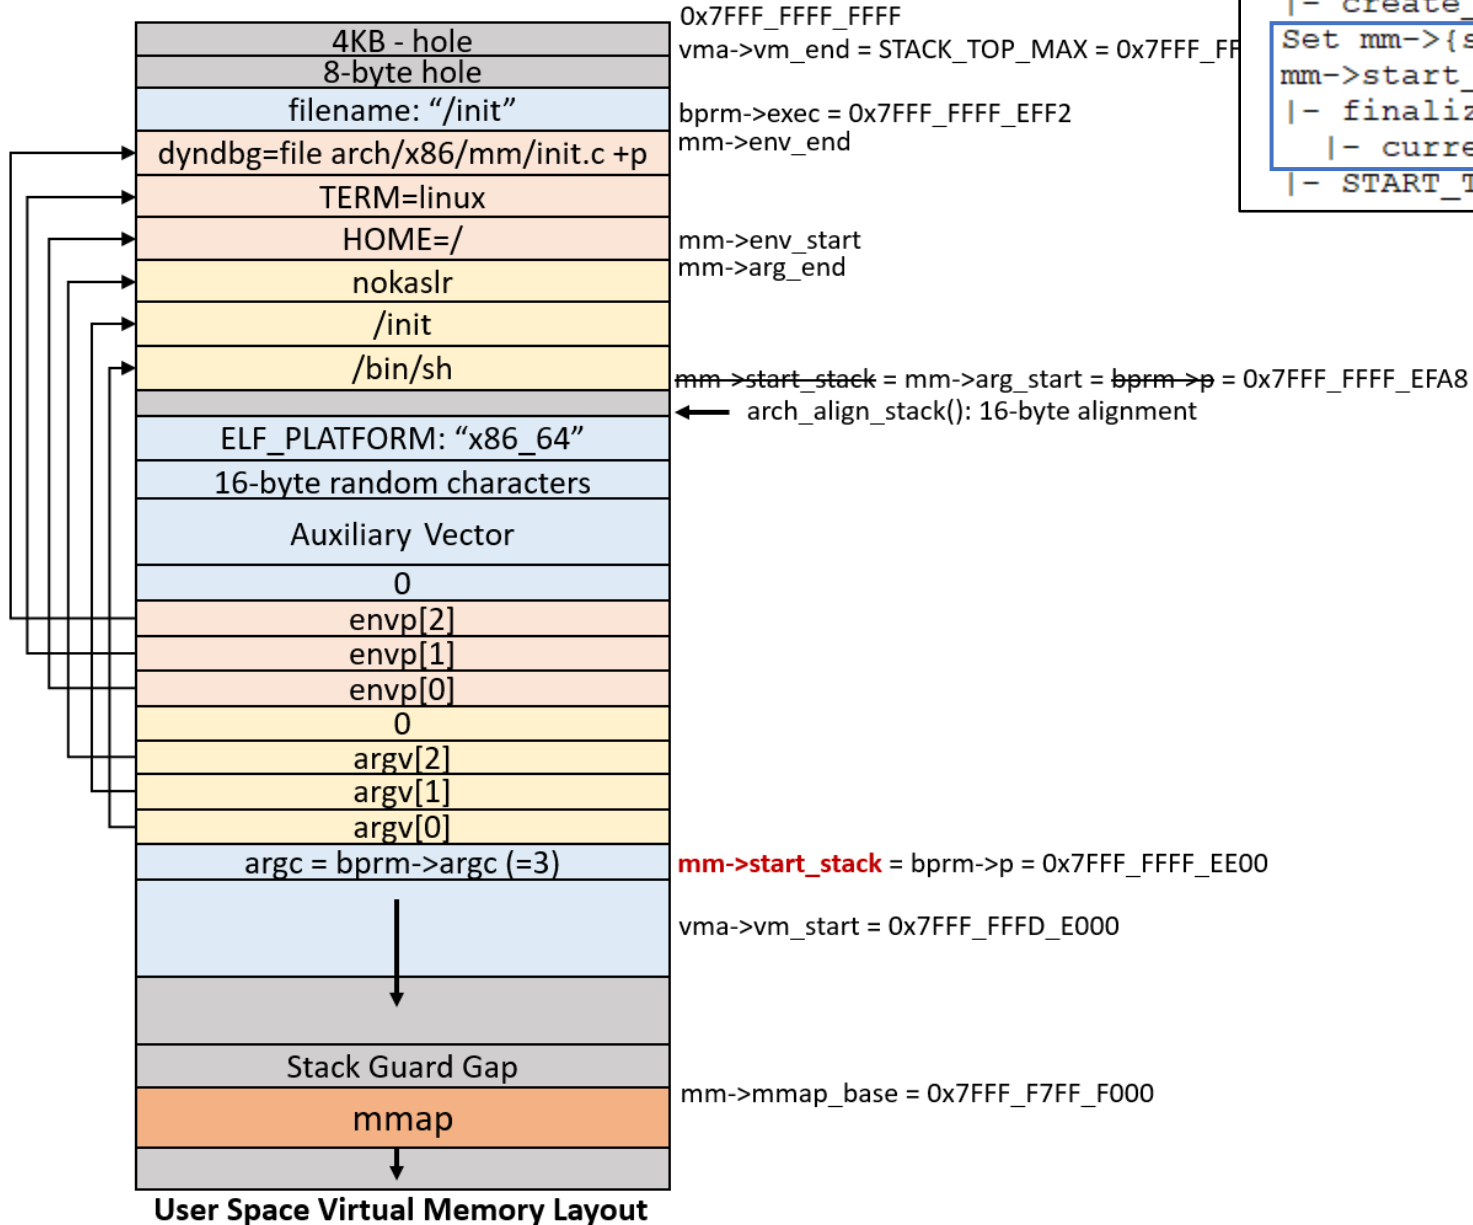 0x7FFF_FFFF_FFFF
4KB - hole
vma->vm_end = STACK_TOP_MAX = 0x7FFF_FF
8-byte hole
filename: “/init”
bprm->exec = 0x7FFF_FFFF_EFF2
mm->env_end
dyndbg=file arch/x86/mm/init.c +p
TERM=linux
HOME=/
mm->env_start
mm->arg_end
nokaslr
/init
/bin/sh
mm->start_stack = mm->arg_start = bprm->p = 0x7FFF_FFFF_EFA8
arch_align_stack(): 16-byte alignment
ELF_PLATFORM: “x86_64”
16-byte random characters
Auxiliary Vector
0
envp[2]
envp[1]
envp[0]
0
argv[2]
argv[1]
argv[0]
argc = bprm->argc (=3)
mm->start_stack = bprm->p = 0x7FFF_FFFF_EE00
vma->vm_start = 0x7FFF_FFFD_E000
Stack Guard Gap
mm->mmap_base = 0x7FFF_F7FF_F000
mmap
User Space Virtual Memory Layout
|- create_
Set mm->{s
mm->start_
|- finaliz
|- curre
|- START_T